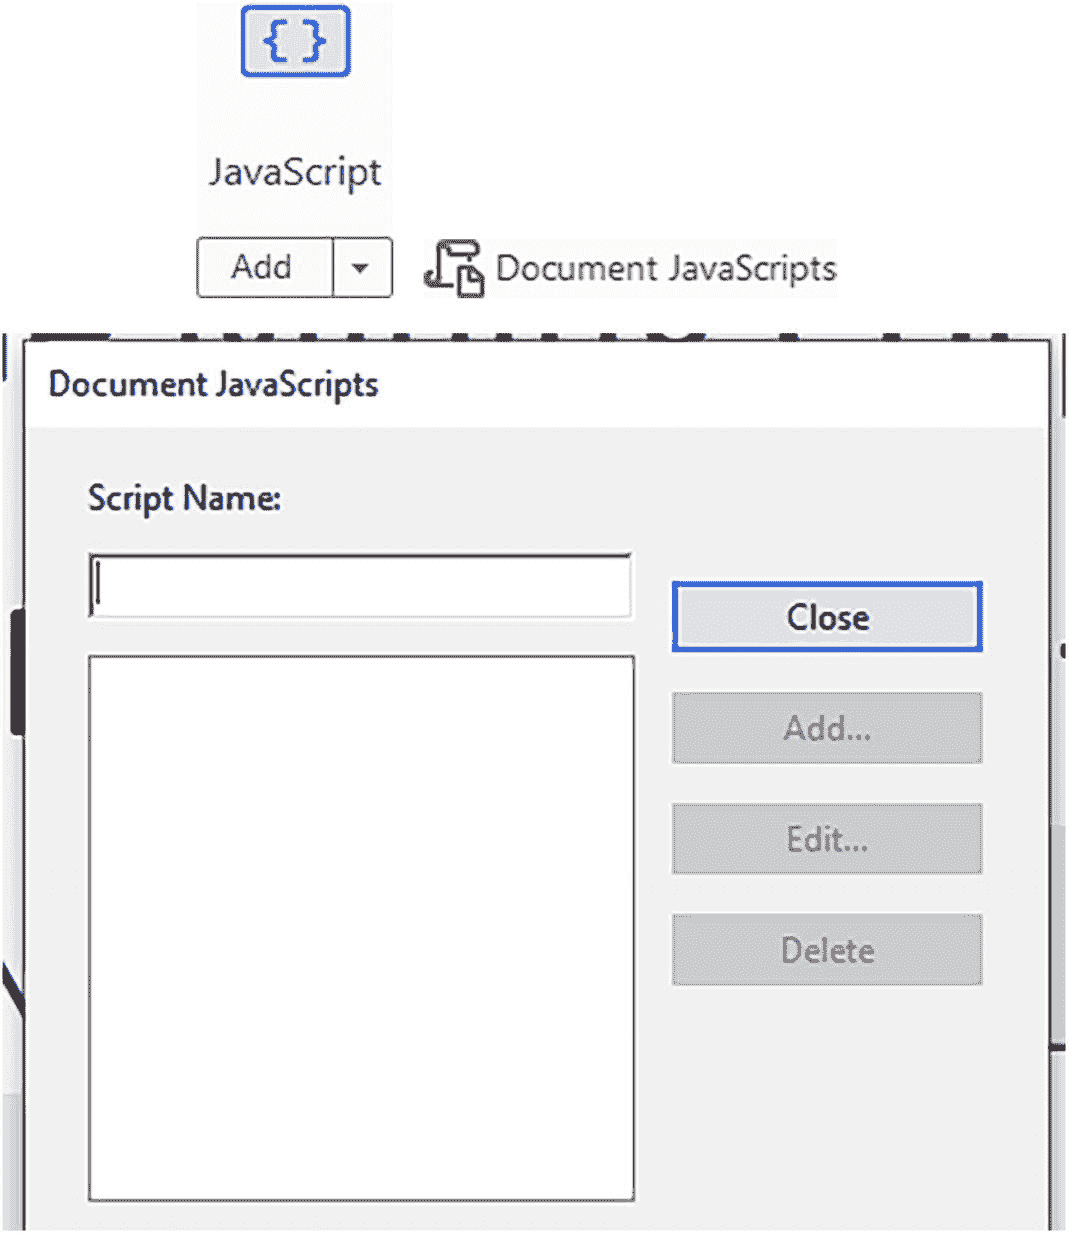 { }
JavaScript
Add
Document JavaScripts
Document JavaScripts
Script Name:
Close
Add...
Edit...
Delete